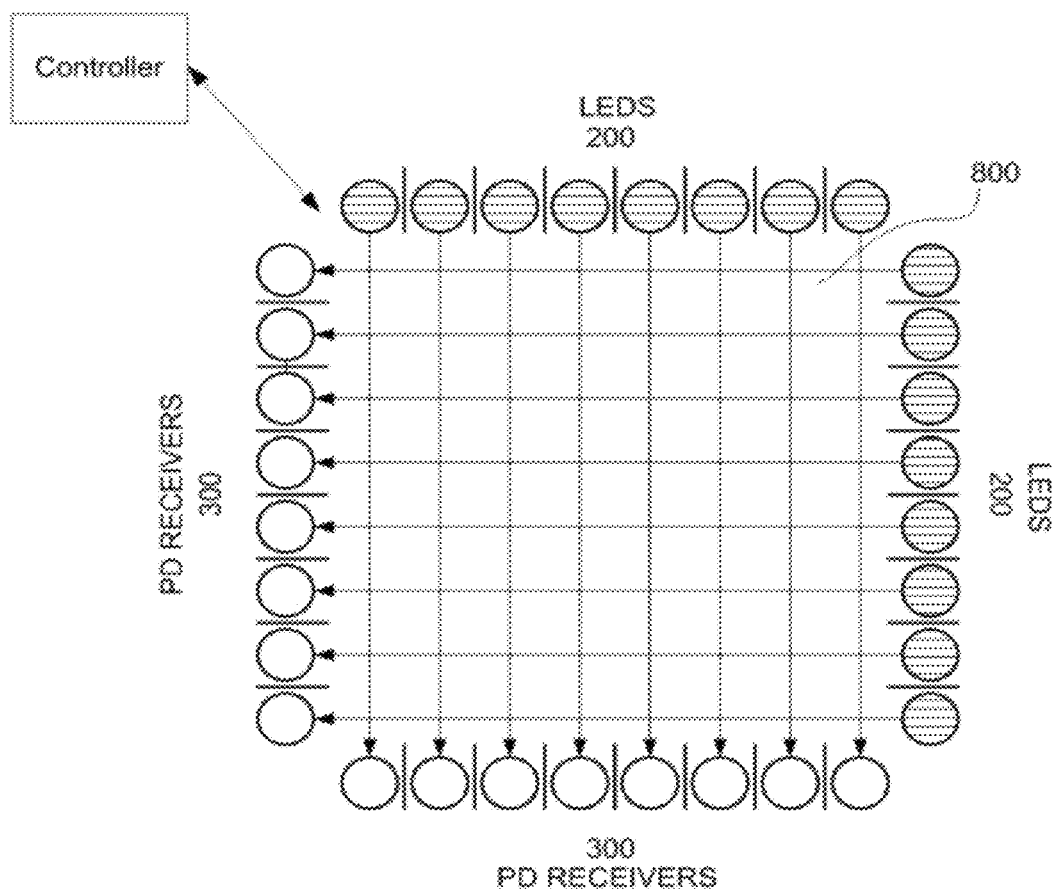 Controller
LEDS
200
800
PD RECEIVERS
300
LEDS
200
300
PD RECEIVERS